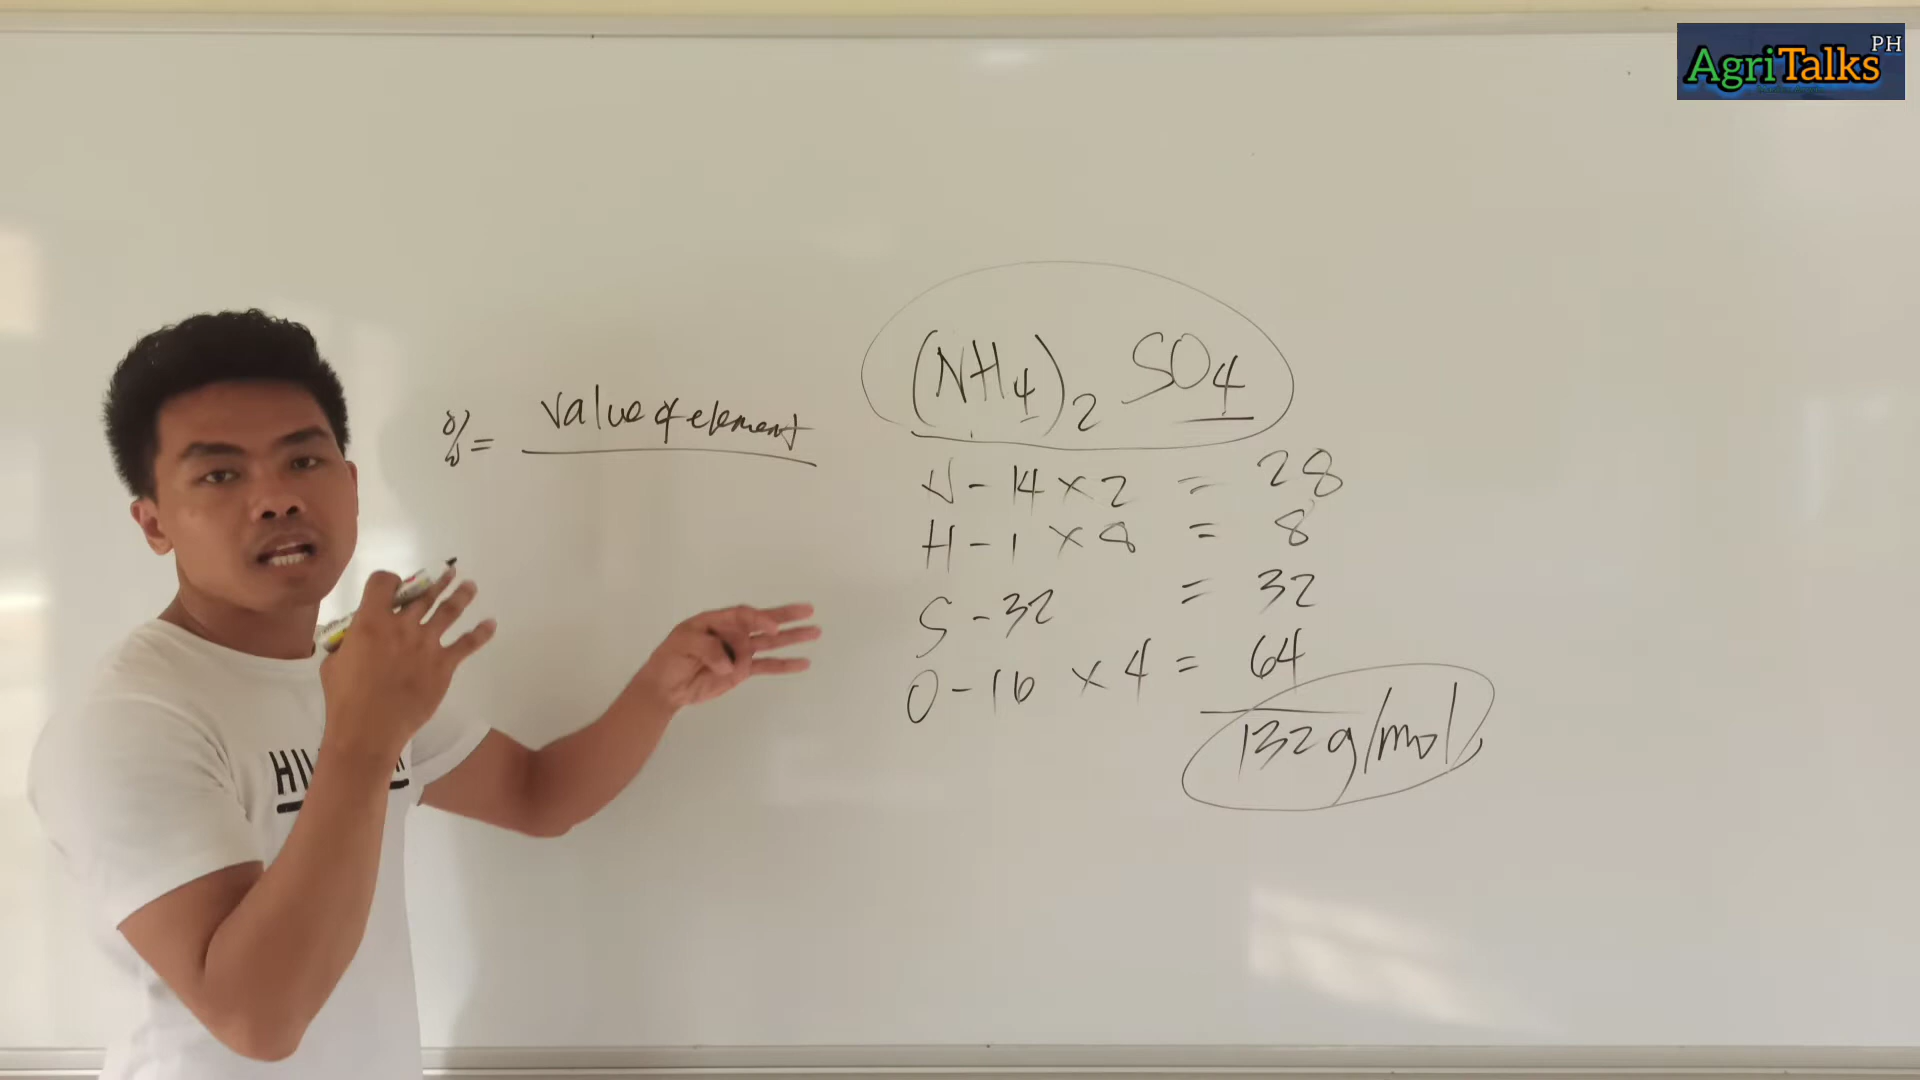 AgriTalks PH
(NH4)2 SO4
% = value of element
N - 14 x 2 = 28
H - 1 x 8 = 8
S - 32 = 32
O - 16 x 4 = 64
132 g/mol